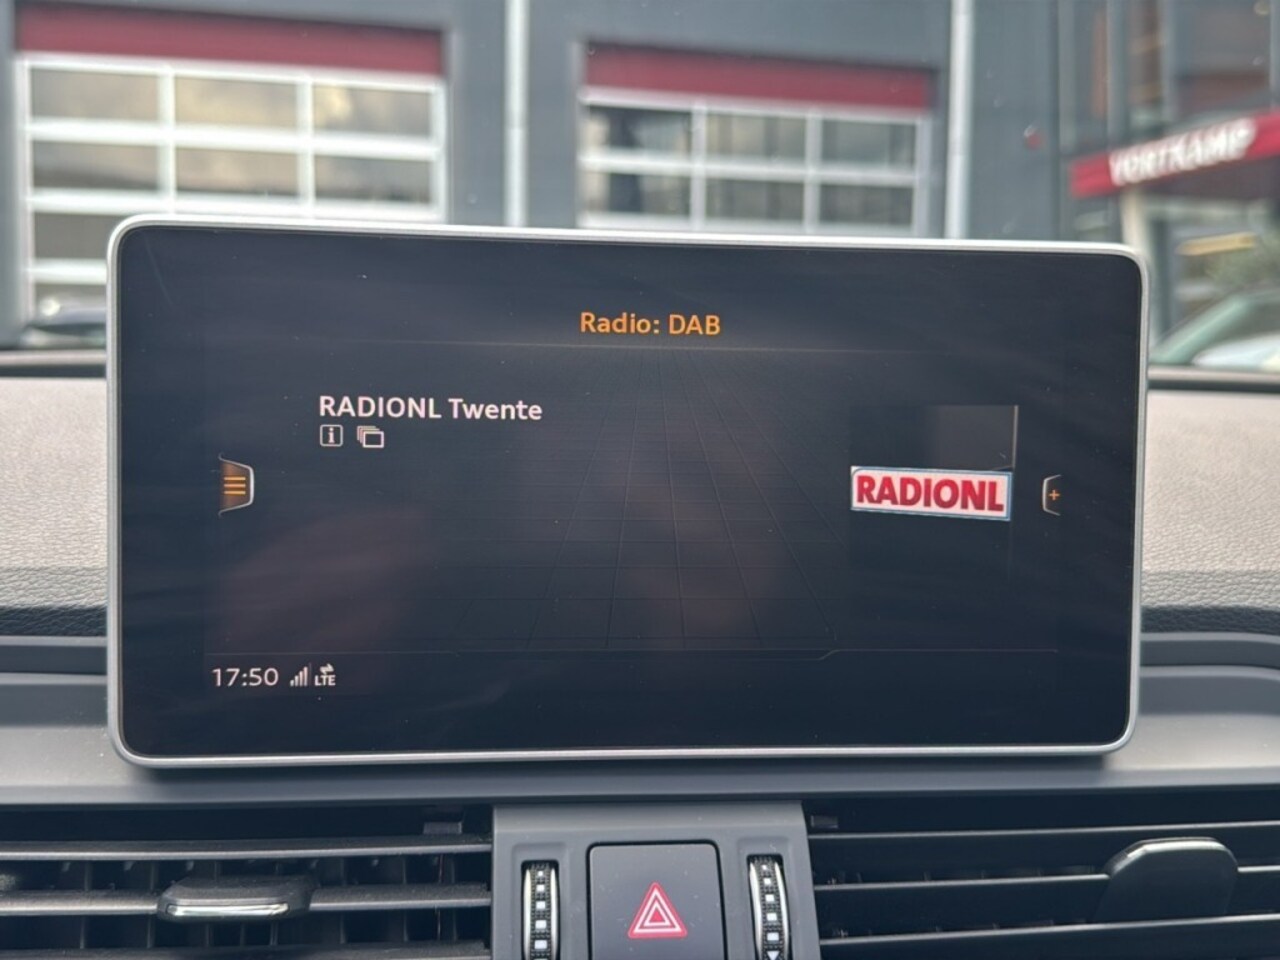 VORTKAMP
Radio: DAB
RADIONL Twente
RADIONL
17:50 LTE